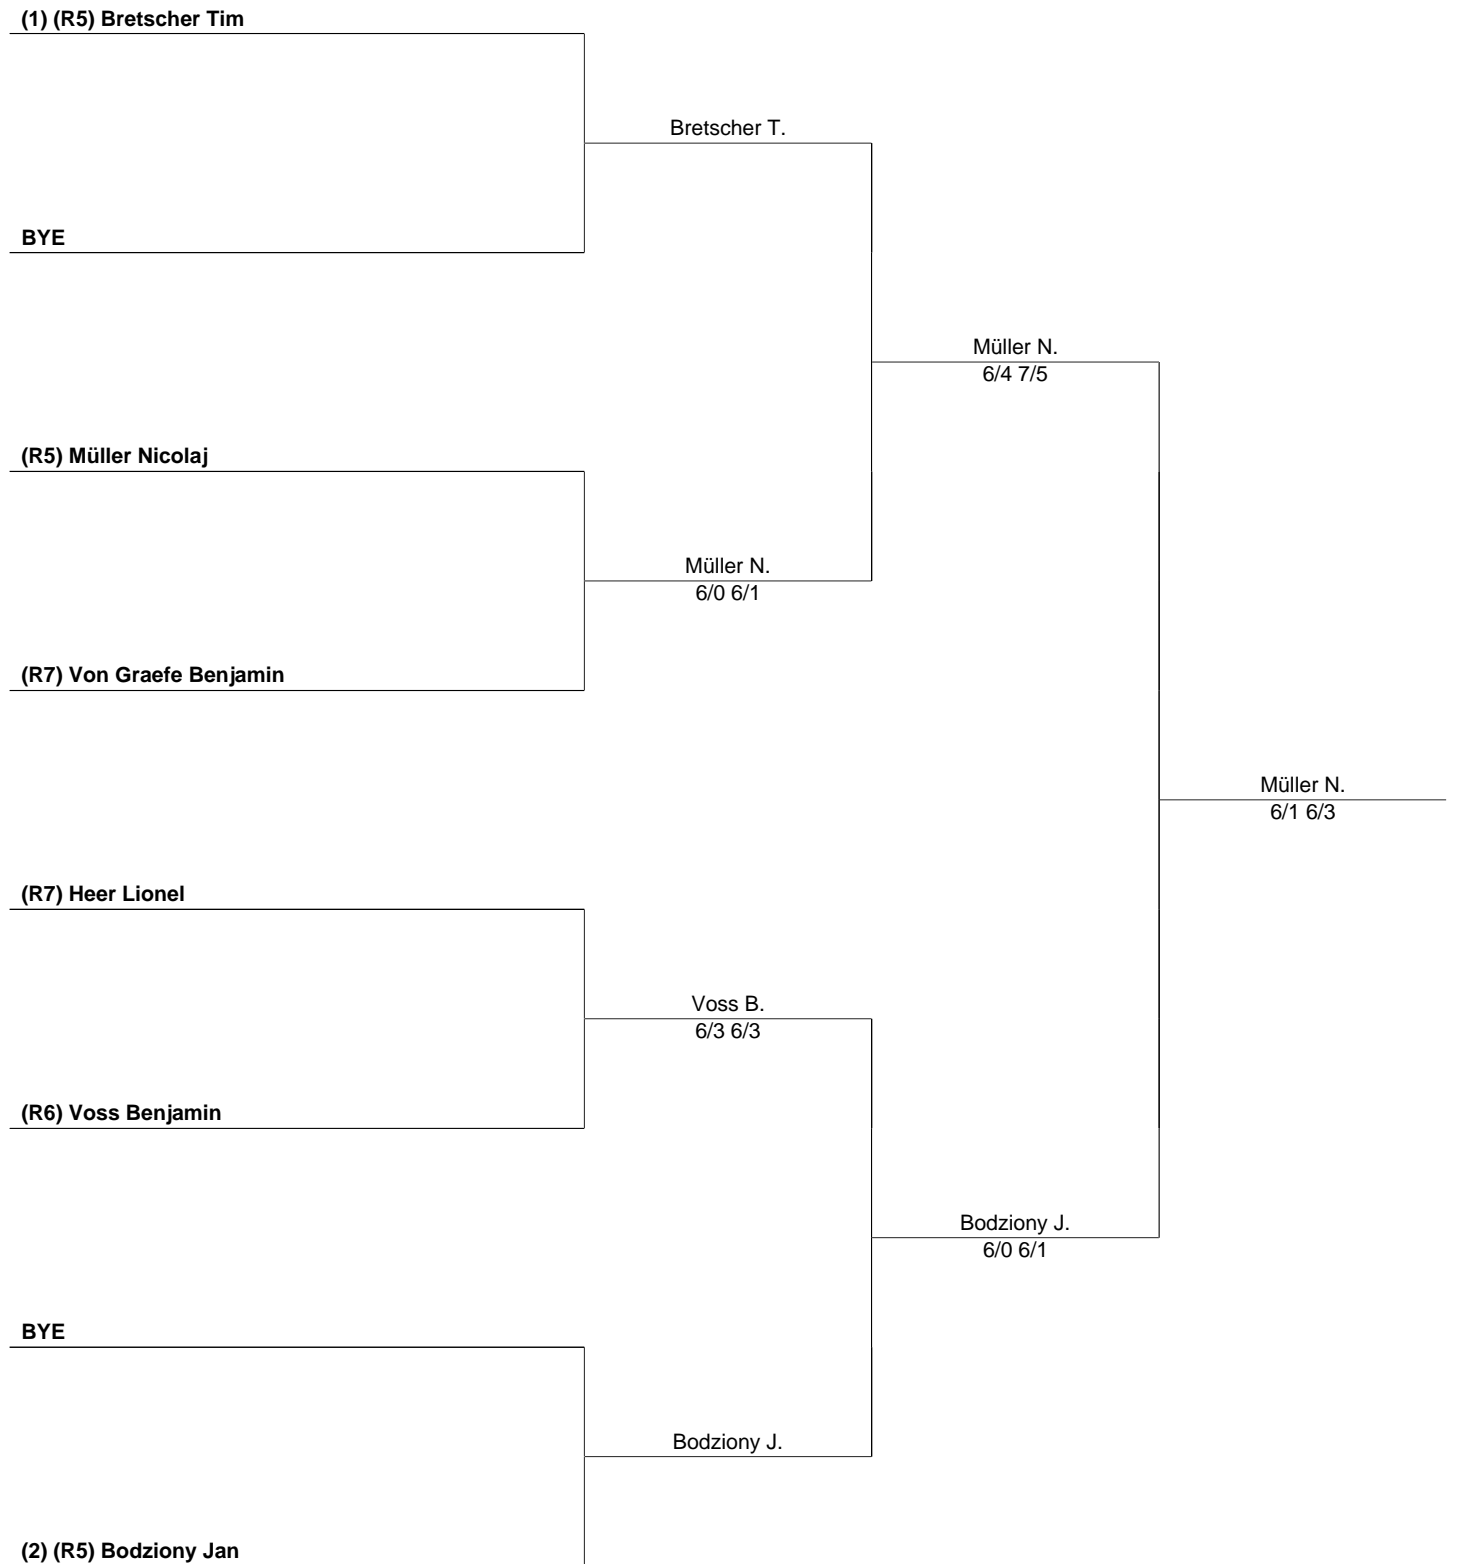 (1) (R5) Bretscher Tim
Bretscher T.
BYE
Müller N.
6/4 7/5
(R5) Müller Nicolaj
Müller N.
6/0 6/1
(R7) Von Graefe Benjamin
Müller N.
6/1 6/3
(R7) Heer Lionel
Voss B.
6/3 6/3
(R6) Voss Benjamin
Bodziony J.
6/0 6/1
BYE
Bodziony J.
(2) (R5) Bodziony Jan